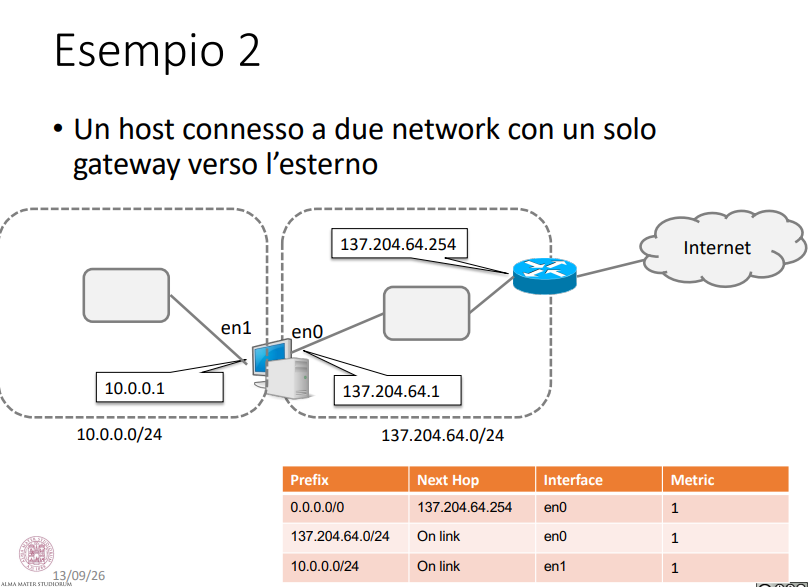 Esempio 2
• Un host connesso a due network con un solo
gateway verso l'esterno
137.204.64.254
Internet
en1
en0
10.0.0.1
137.204.64.1
10.0.0.0/24
137.204.64.0/24
Prefix Next Hop Interface Metric
0.0.0.0/0 137.204.64.254 en0 1
137.204.64.0/24 On link en0 1
10.0.0.0/24 On link en1 1
13/09/26
ALMA MATER STUDIORUM